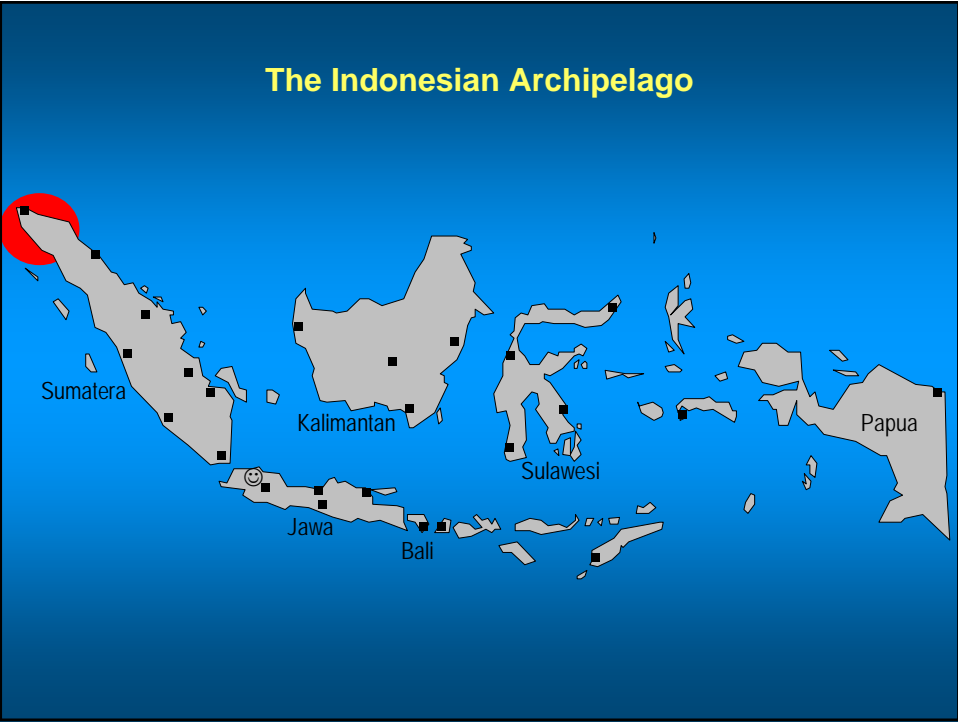 The Indonesian Archipelago
Sumatera
Kalimantan
Papua
Sulawesi
Jawa
Bali